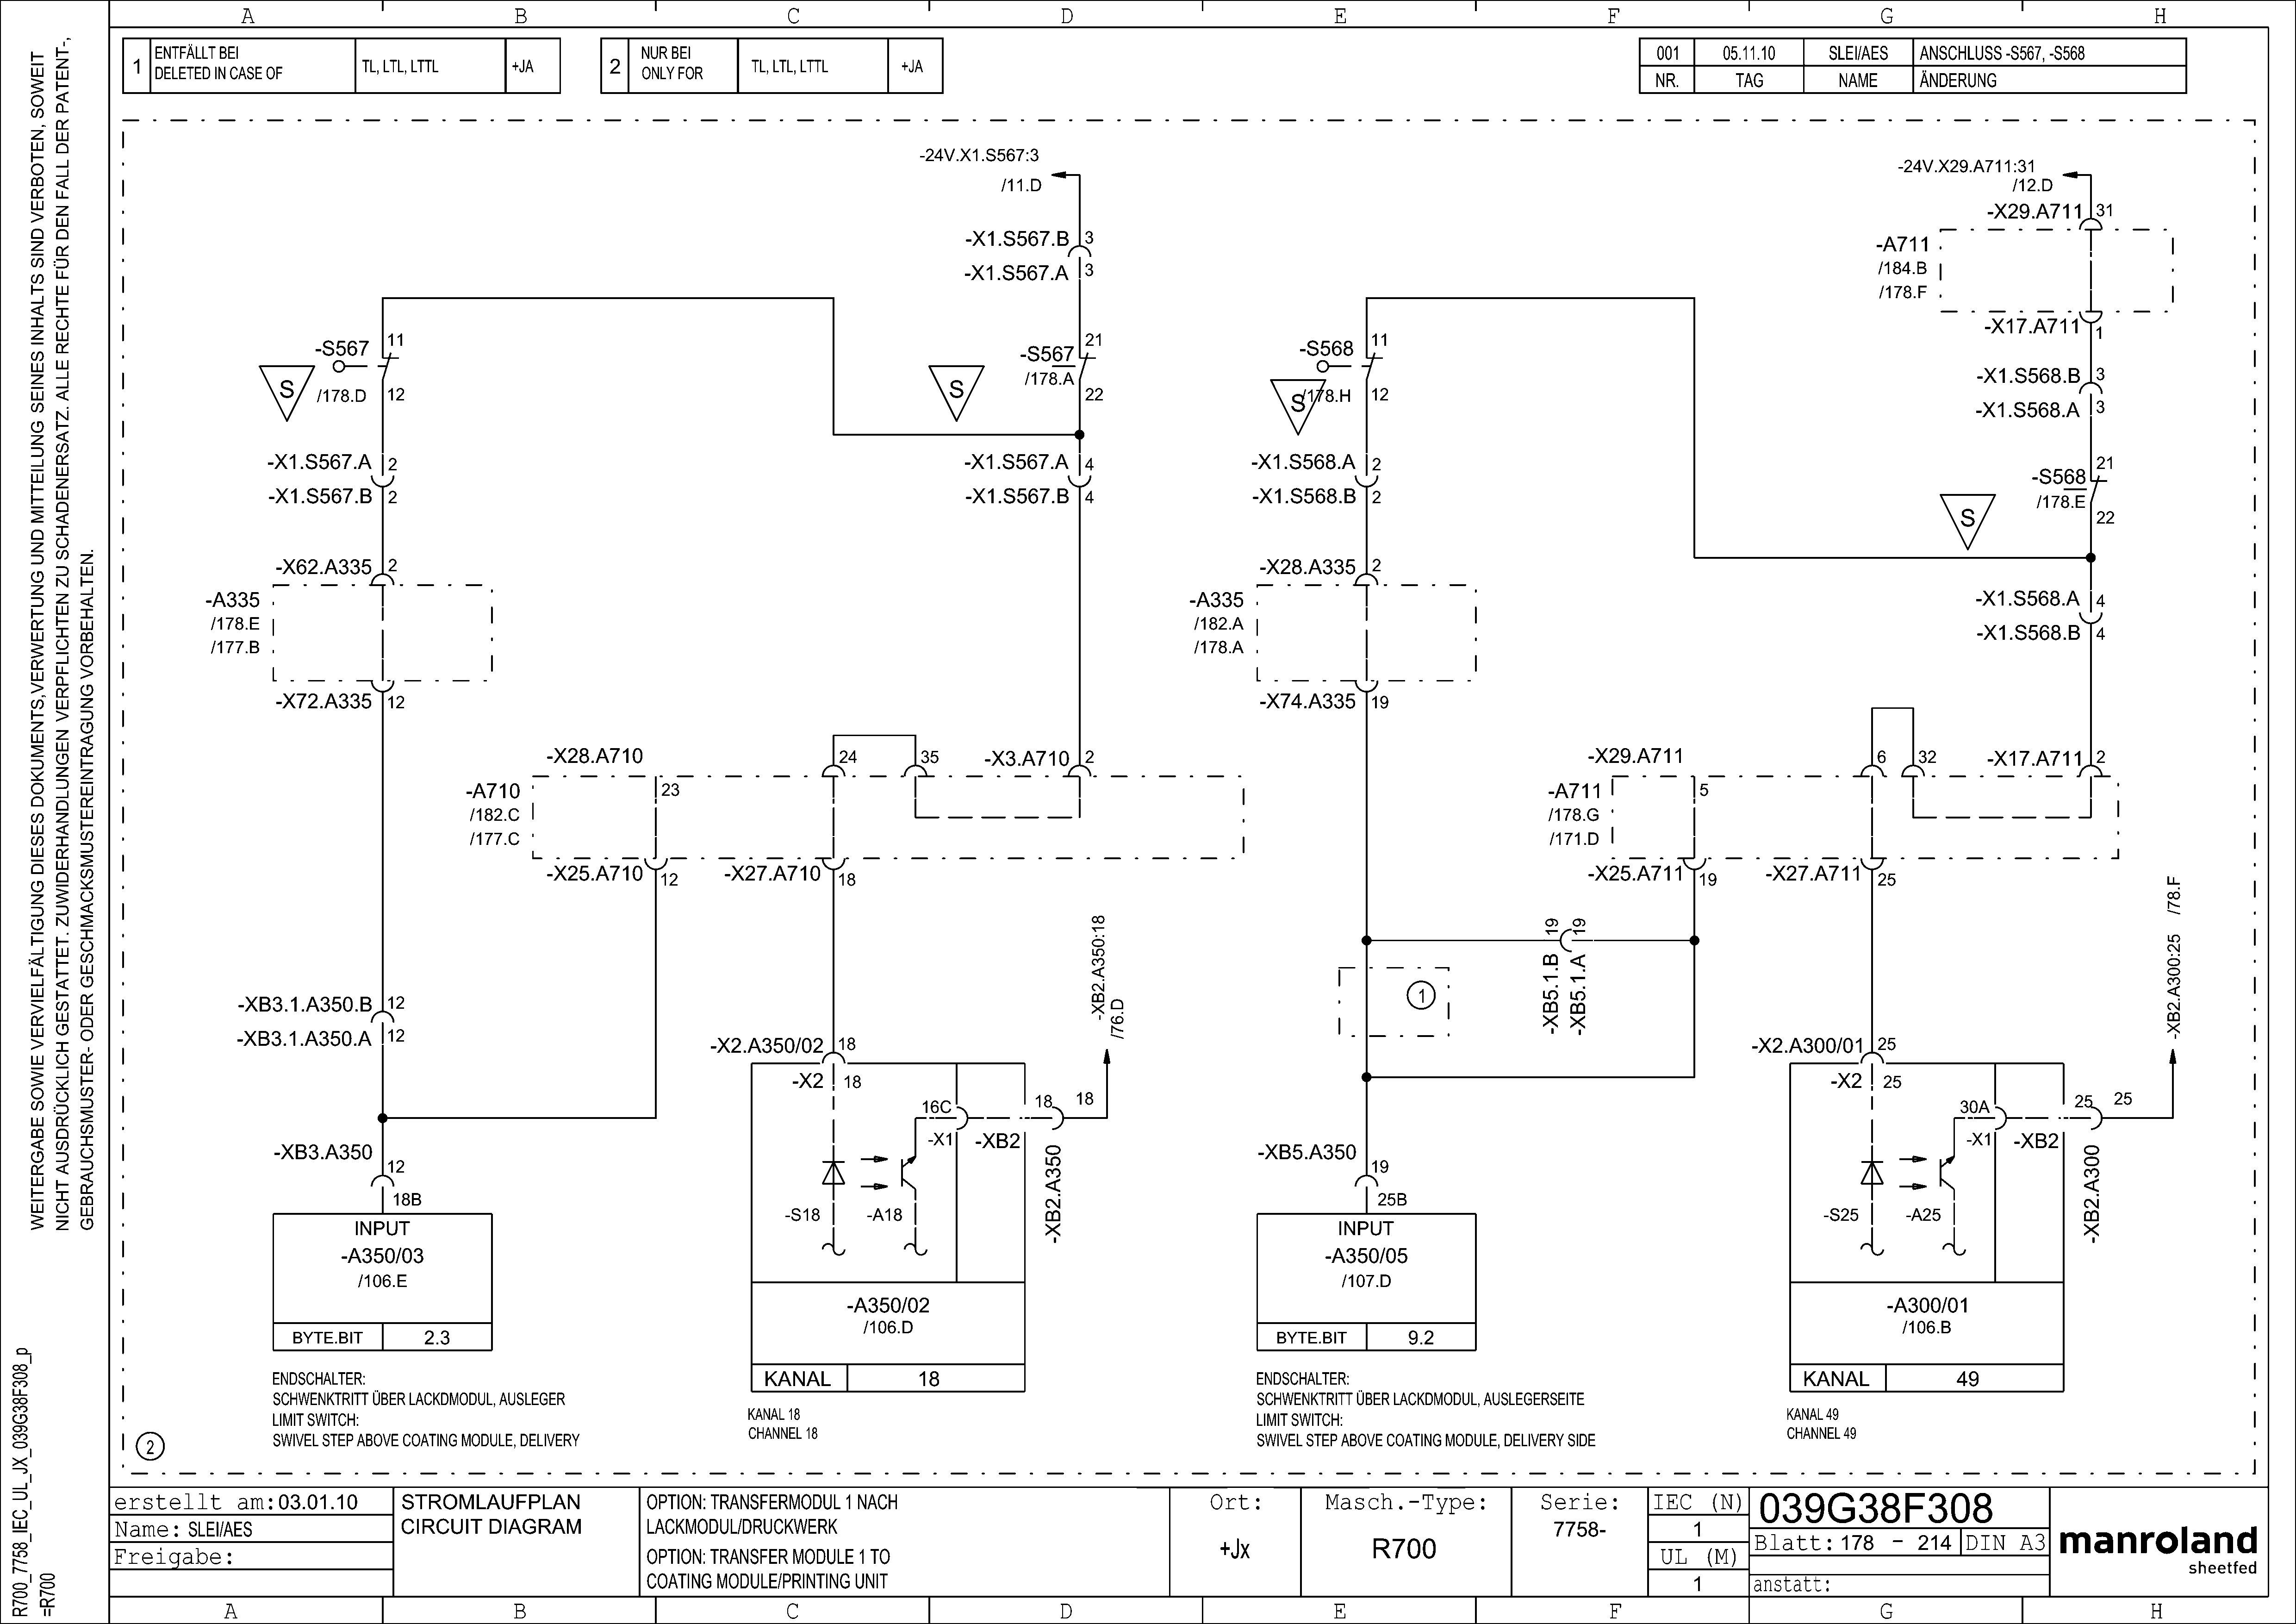 A B C D E F G H
1 ENTFÄLLT BEI
DELETED IN CASE OF
TL, LTL, LTTL
+JA
2 NUR BEI
ONLY FOR
TL, LTL, LTTL
+JA
001 05.11.10 SLEI/AES ANSCHLUSS -S567, -S568
NR. TAG NAME ÄNDERUNG
WEITERGABE SOWIE VERVIELFÄLTIGUNG DIESES DOKUMENTS,VERWERTUNG UND MITTEILUNG SEINES INHALTS SIND VERBOTEN, SOWEIT
NICHT AUSDRÜCKLICH GESTATTET. ZUWIDERHANDLUNGEN VERPFLICHTEN ZU SCHADENERSATZ. ALLE RECHTE FÜR DEN FALL DER PATENT-,
GEBRAUCHSMUSTER- ODER GESCHMACKSMUSTEREINTRAGUNG VORBEHALTEN.
R700_7758_IEC_UL_JX_039G38F308_p
=R700
-S567 11
S /178.D 12
-X1.S567.A 2
-X1.S567.B 2
-X62.A335 2
-A335
/178.E
/177.B
-X72.A335 12
-XB3.1.A350.B 12
-XB3.1.A350.A 12
-XB3.A350
12
18B
INPUT
-A350/03
/106.E
BYTE.BIT 2.3
ENDSCHALTER:
SCHWENKTRITT ÜBER LACKDMODUL, AUSLEGER
LIMIT SWITCH:
SWIVEL STEP ABOVE COATING MODULE, DELIVERY
2
-24V.X1.S567:3
/11.D
-X1.S567.B 3
-X1.S567.A 3
-S567 21
S /178.A
22
-X1.S567.A 4
-X1.S567.B 4
-X28.A710 24 35 -X3.A710 2
-A710 23
/182.C
/177.C
-X25.A710 12 -X27.A710 18
-XB2.A350:18
/76.D
-X2.A350/02 18
-X2 18
16C 18 18
-X1 -XB2
-XB2.A350
-S18 -A18
-A350/02
/106.D
KANAL 18
KANAL 18
CHANNEL 18
-S568 11
S /178.H 12
-X1.S568.A 2
-X1.S568.B 2
-X28.A335 2
-A335
/182.A
/178.A
-X74.A335 19
19 19
-XB5.1.B
-XB5.1.A
1
-XB5.A350
19
25B
INPUT
-A350/05
/107.D
BYTE.BIT 9.2
ENDSCHALTER:
SCHWENKTRITT ÜBER LACKDMODUL, AUSLEGERSEITE
LIMIT SWITCH:
SWIVEL STEP ABOVE COATING MODULE, DELIVERY SIDE
-24V.X29.A711:31
/12.D
-X29.A711 31
-A711
/184.B
/178.F
-X17.A711 1
-X1.S568.B 3
-X1.S568.A 3
-S568 21
S /178.E
22
-X1.S568.A 4
-X1.S568.B 4
-X29.A711 6 32 -X17.A711 2
-A711 5
/178.G
/171.D
-X25.A711 19 -X27.A711 25
-XB2.A300:25 /78.F
-X2.A300/01 25
-X2 25
30A 25 25
-X1 -XB2
-XB2.A300
-S25 -A25
-A300/01
/106.B
KANAL 49
KANAL 49
CHANNEL 49
erstellt am: 03.01.10
Name: SLEI/AES
Freigabe:
STROMLAUFPLAN
CIRCUIT DIAGRAM
OPTION: TRANSFERMODUL 1 NACH
LACKMODUL/DRUCKWERK
OPTION: TRANSFER MODULE 1 TO
COATING MODULE/PRINTING UNIT
Ort:
+Jx
Masch.-Type:
R700
Serie:
7758-
IEC (N)
1
UL (M)
1
039G38F308
Blatt: 178 - 214 DIN A3
anstatt:
manroland
sheetfed
A B C D E F G H